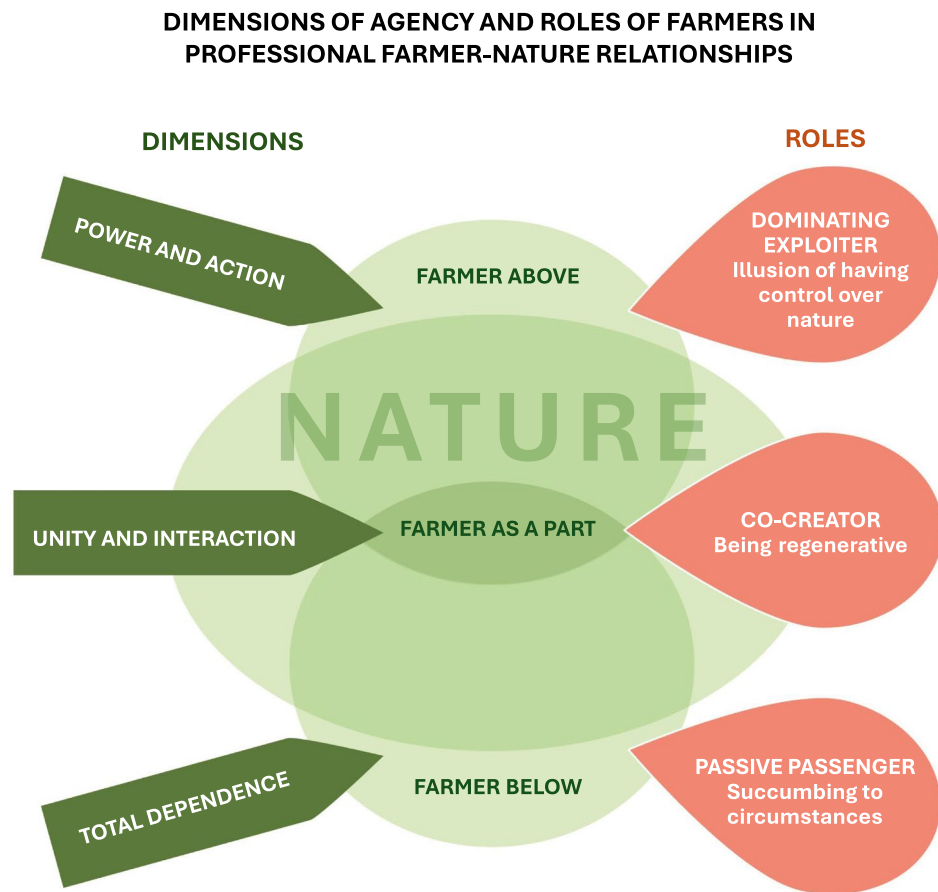 DIMENSIONS OF AGENCY AND ROLES OF FARMERS IN
PROFESSIONAL FARMER-NATURE RELATIONSHIPS
DIMENSIONS
ROLES
POWER AND ACTION
FARMER ABOVE
DOMINATING
EXPLOITER
Illusion of having
control over
nature
NATURE
UNITY AND INTERACTION
FARMER AS A PART
CO-CREATOR
Being regenerative
TOTAL DEPENDENCE
FARMER BELOW
PASSIVE PASSENGER
Succumbing to
circumstances